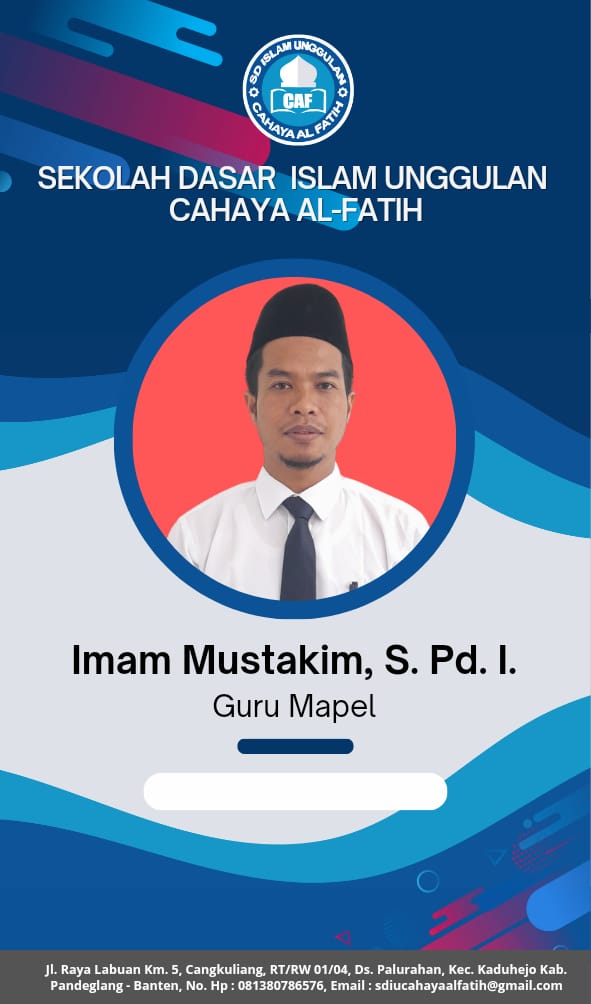 SD ISLAM UNGGULAN
CAF
CAHAYA AL FATIH
SEKOLAH DASAR ISLAM UNGGULAN
CAHAYA AL-FATIH
Imam Mustakim, S. Pd. I.
Guru Mapel
Jl. Raya Labuan Km. 5, Cangkuliang, RT/RW 01/04, Ds. Palurahan, Kec. Kaduhejo Kab.
Pandeglang - Banten, No. Hp : 081380786576, Email : sdiucahayaalfatih@gmail.com